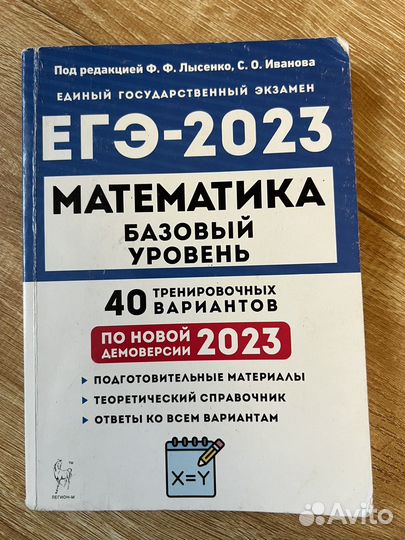 Под редакцией Ф. Ф. Лысенко, С. О. Иванова
ЕДИНЫЙ ГОСУДАРСТВЕННЫЙ ЭКЗАМЕН
ЕГЭ-2023
МАТЕМАТИКА
БАЗОВЫЙ
УРОВЕНЬ
40 ТРЕНИРОВОЧНЫХ
ВАРИАНТОВ
ПО НОВОЙ
ДЕМОВЕРСИИ 2023
ПОДГОТОВИТЕЛЬНЫЕ МАТЕРИАЛЫ
ТЕОРЕТИЧЕСКИЙ СПРАВОЧНИК
ОТВЕТЫ КО ВСЕМ ВАРИАНТАМ
X=Y
TM
ЛЕГИОН-М
Avito